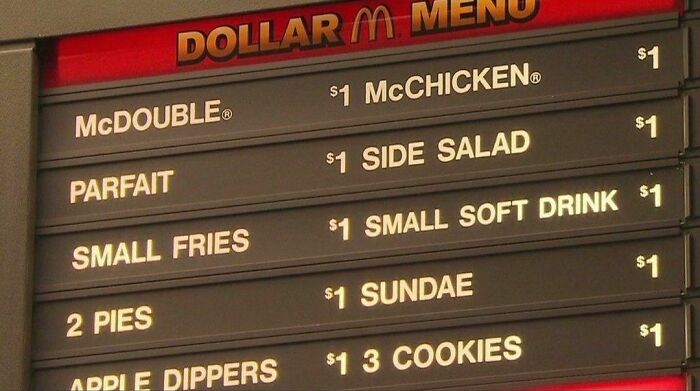 DOLLAR M MENU
McDOUBLE® $1 McCHICKEN® $1
PARFAIT $1 SIDE SALAD $1
SMALL FRIES $1 SMALL SOFT DRINK $1
2 PIES $1 SUNDAE $1
APPLE DIPPERS $1 3 COOKIES $1